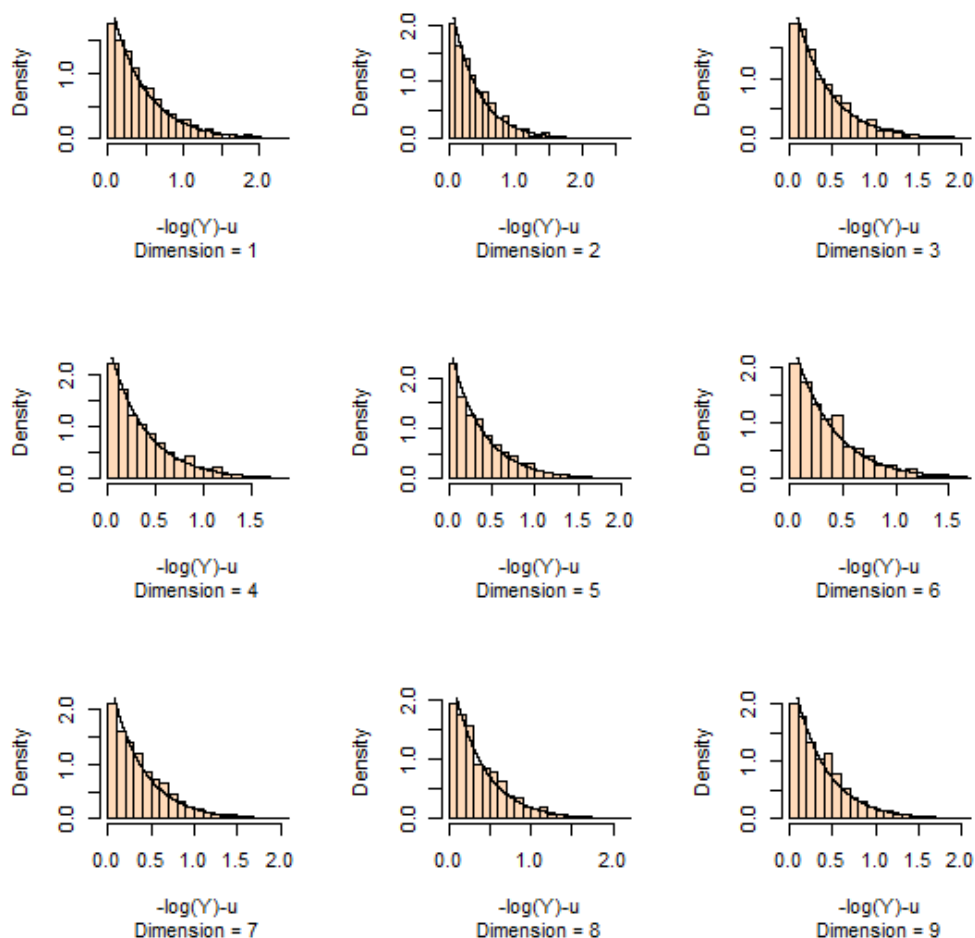 Density
0.0 1.0
0.0 1.0 2.0
-log(Y)-u
Dimension = 1
Density
0.0 1.0 2.0
0.0 1.0 2.0
-log(Y)-u
Dimension = 2
Density
0.0 1.0
0.0 0.5 1.0 1.5 2.0
-log(Y)-u
Dimension = 3
Density
0.0 1.0 2.0
0.0 0.5 1.0 1.5
-log(Y)-u
Dimension = 4
Density
0.0 1.0 2.0
0.0 0.5 1.0 1.5 2.0
-log(Y)-u
Dimension = 5
Density
0.0 1.0 2.0
0.0 0.5 1.0 1.5
-log(Y)-u
Dimension = 6
Density
0.0 1.0 2.0
0.0 0.5 1.0 1.5 2.0
-log(Y)-u
Dimension = 7
Density
0.0 1.0 2.0
0.0 1.0 2.0
-log(Y)-u
Dimension = 8
Density
0.0 1.0 2.0
0.0 0.5 1.0 1.5 2.0
-log(Y)-u
Dimension = 9